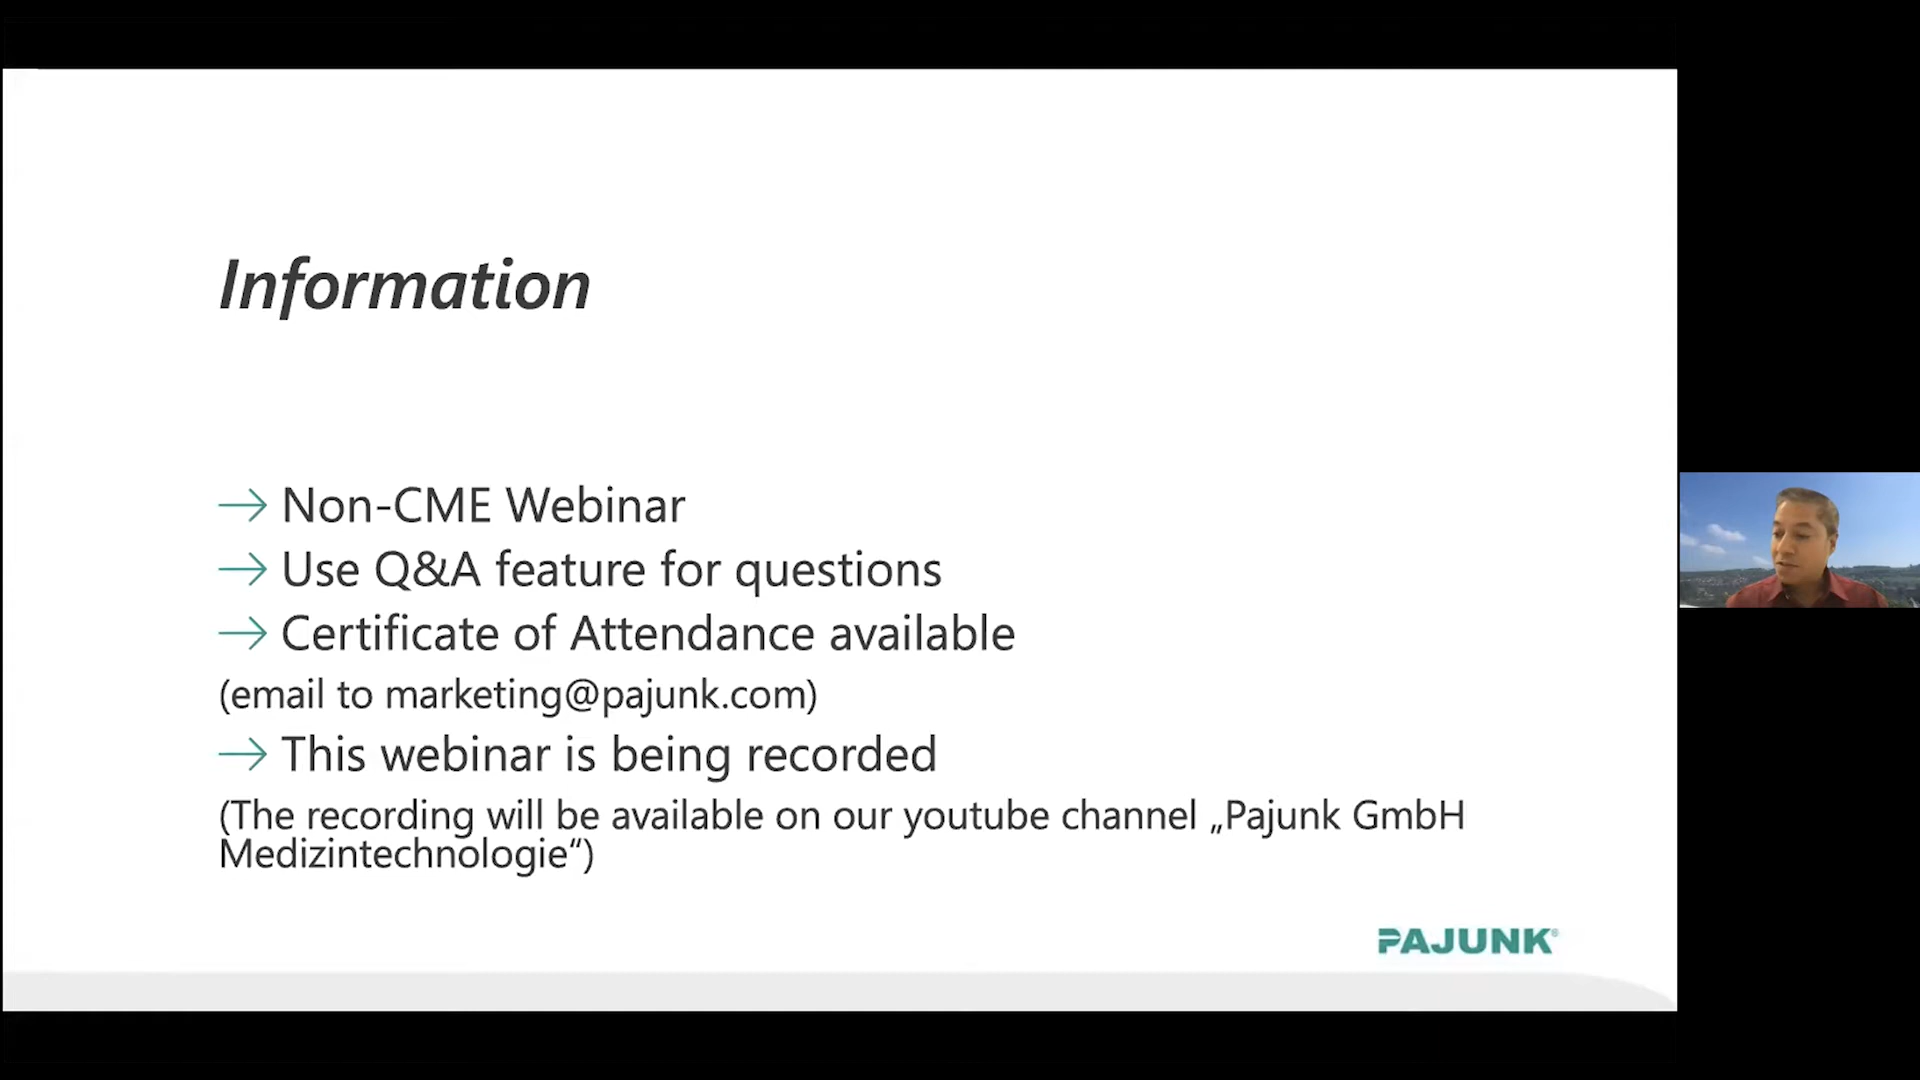 Information
→ Non-CME Webinar
→ Use Q&A feature for questions
→ Certificate of Attendance available
(email to marketing@pajunk.com)
→ This webinar is being recorded
(The recording will be available on our youtube channel „Pajunk GmbH
Medizintechnologie“)
PAJUNK®